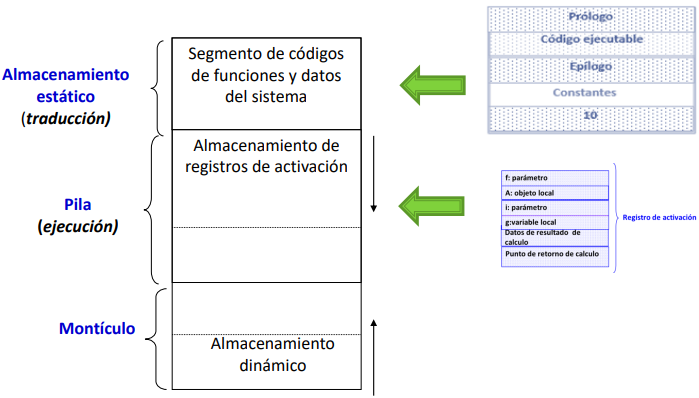 Almacenamiento
estático
(traducción)
Pila
(ejecución)
Montículo
Segmento de códigos
de funciones y datos
del sistema
Almacenamiento de
registros de activación
Almacenamiento
dinámico
Prólogo
Código ejecutable
Epílogo
Constantes
10
f: parámetro
A: objeto local
i: parámetro
g:variable local
Datos de resultado de
calculo
Punto de retorno de calculo
Registro de activación